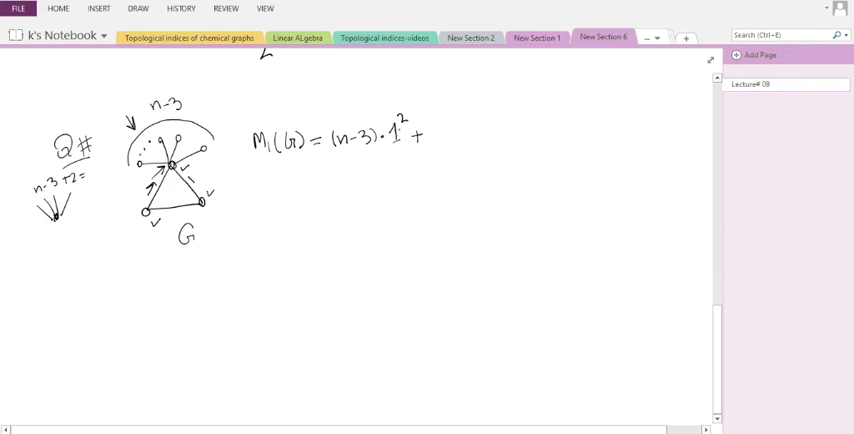 FILE HOME INSERT DRAW HISTORY REVIEW VIEW
k's Notebook Topological indices of chemical graphs Linear ALgebra Topological indices-videos New Section 2 New Section 1 New Section 6 Search (Ctrl+E)
Add Page
Lecture# 09
n-3
Q#
M₁(G) = (n-3)·1² +
n-3+2=
G